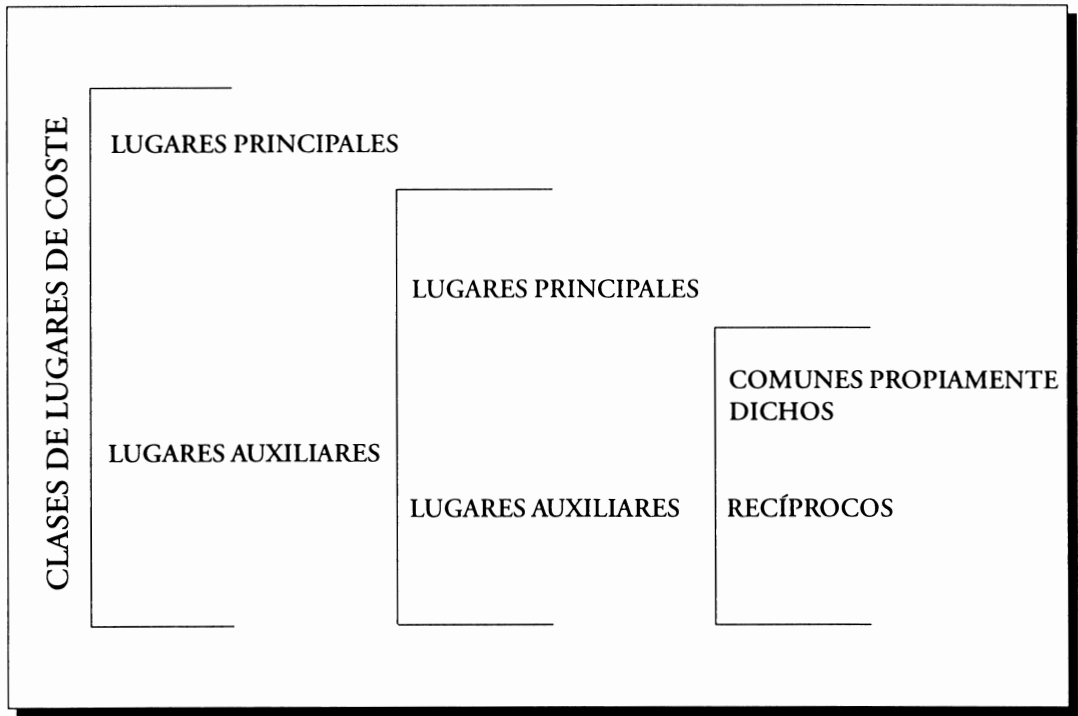 CLASES DE LUGARES DE COSTE
LUGARES PRINCIPALES
LUGARES AUXILIARES
LUGARES PRINCIPALES
LUGARES AUXILIARES
COMUNES PROPIAMENTE
DICHOS
RECÍPROCOS